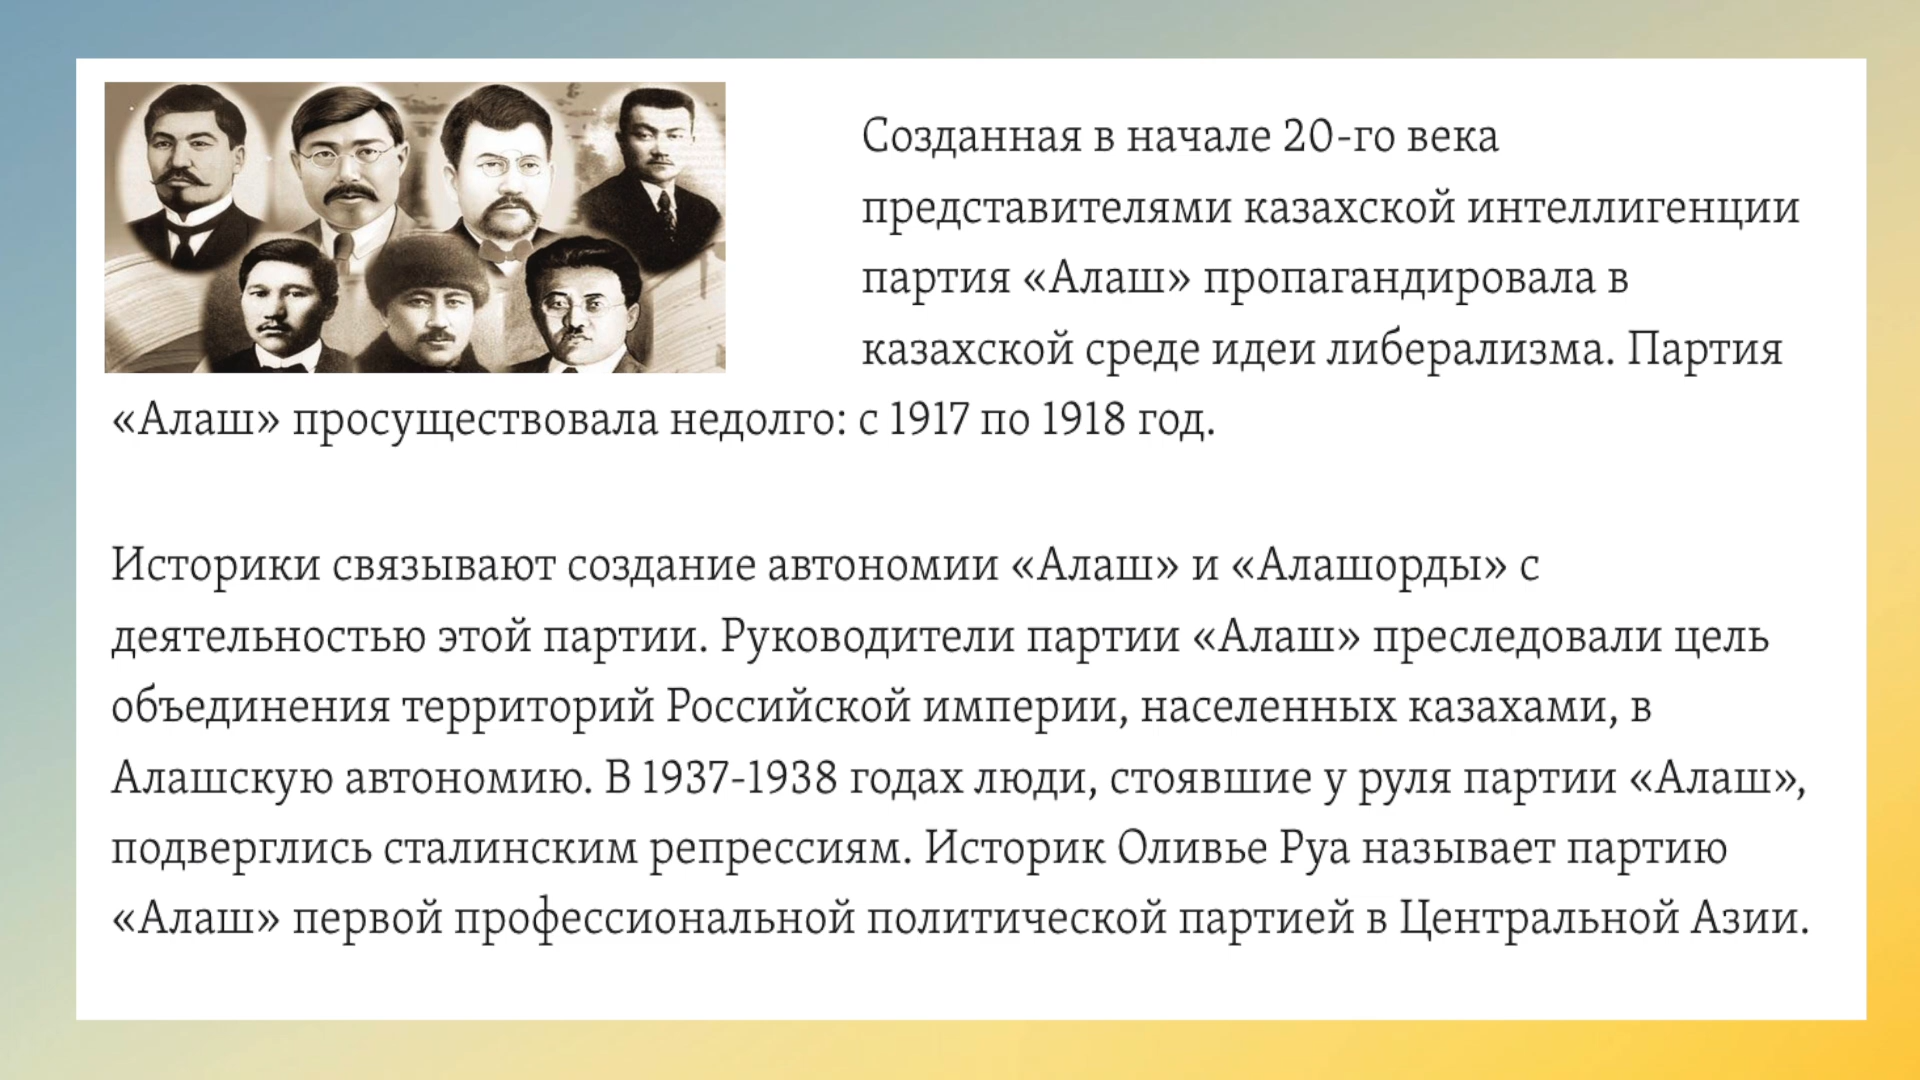 Созданная в начале 20-го века
представителями казахской интеллигенции
партия «Алаш» пропагандировала в
казахской среде идеи либерализма. Партия
«Алаш» просуществовала недолго: с 1917 по 1918 год.
Историки связывают создание автономии «Алаш» и «Алашорды» с
деятельностью этой партии. Руководители партии «Алаш» преследовали цель
объединения территорий Российской империи, населенных казахами, в
Алашскую автономию. В 1937-1938 годах люди, стоявшие у руля партии «Алаш»,
подверглись сталинским репрессиям. Историк Оливье Руа называет партию
«Алаш» первой профессиональной политической партией в Центральной Азии.